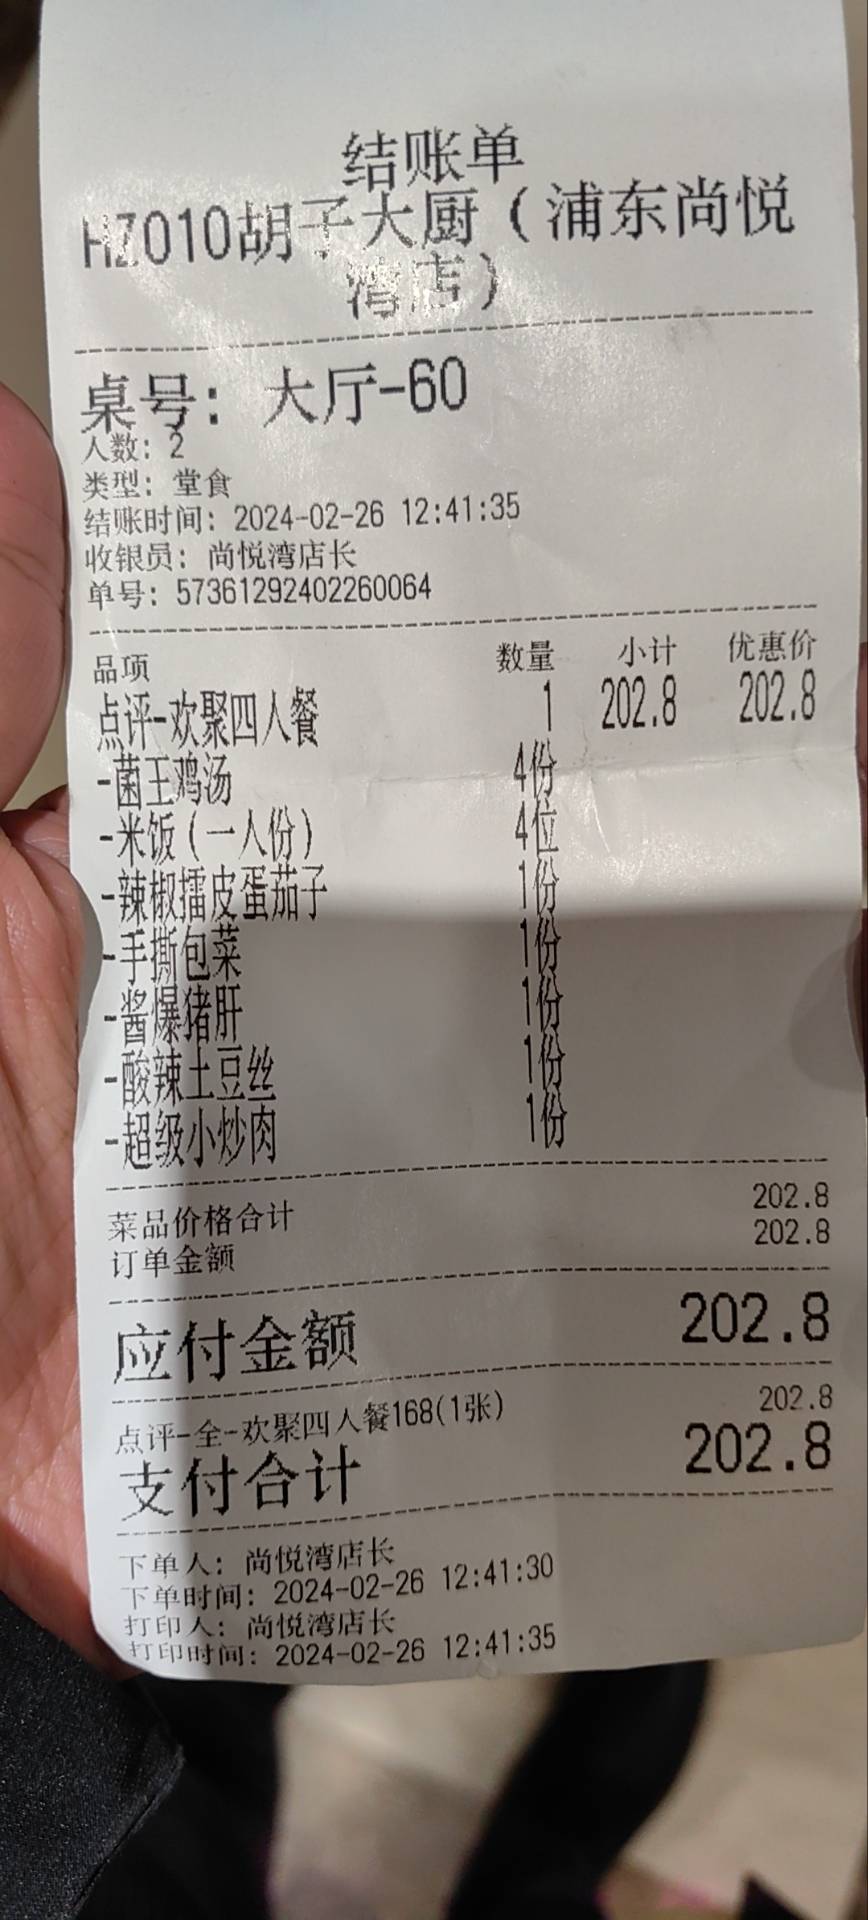 结账单
HZ010胡子大厨（浦东尚悦
湾店）
桌号：大厅-60
人数：2
类型：堂食
结账时间：2024-02-26 12:41:35
收银员：尚悦湾店长
单号：573612924022​60064
品项 数量 小计 优惠价
点评-欢聚四人餐 1 202.8 202.8
-菌王鸡汤 4份
-米饭（一人份） 4位
-辣椒擂皮蛋茄子 1份
-手撕包菜 1份
-酱爆猪肝 1份
-酸辣土豆丝 1份
-超级小炒肉 1份
菜品价格合计 202.8
订单金额 202.8
应付金额 202.8
点评-全-欢聚四人餐168(1张) 202.8
支付合计 202.8
下单人：尚悦湾店长
下单时间：2024-02-26 12:41:30
打印人：尚悦湾店长
打印时间：2024-02-26 12:41:35